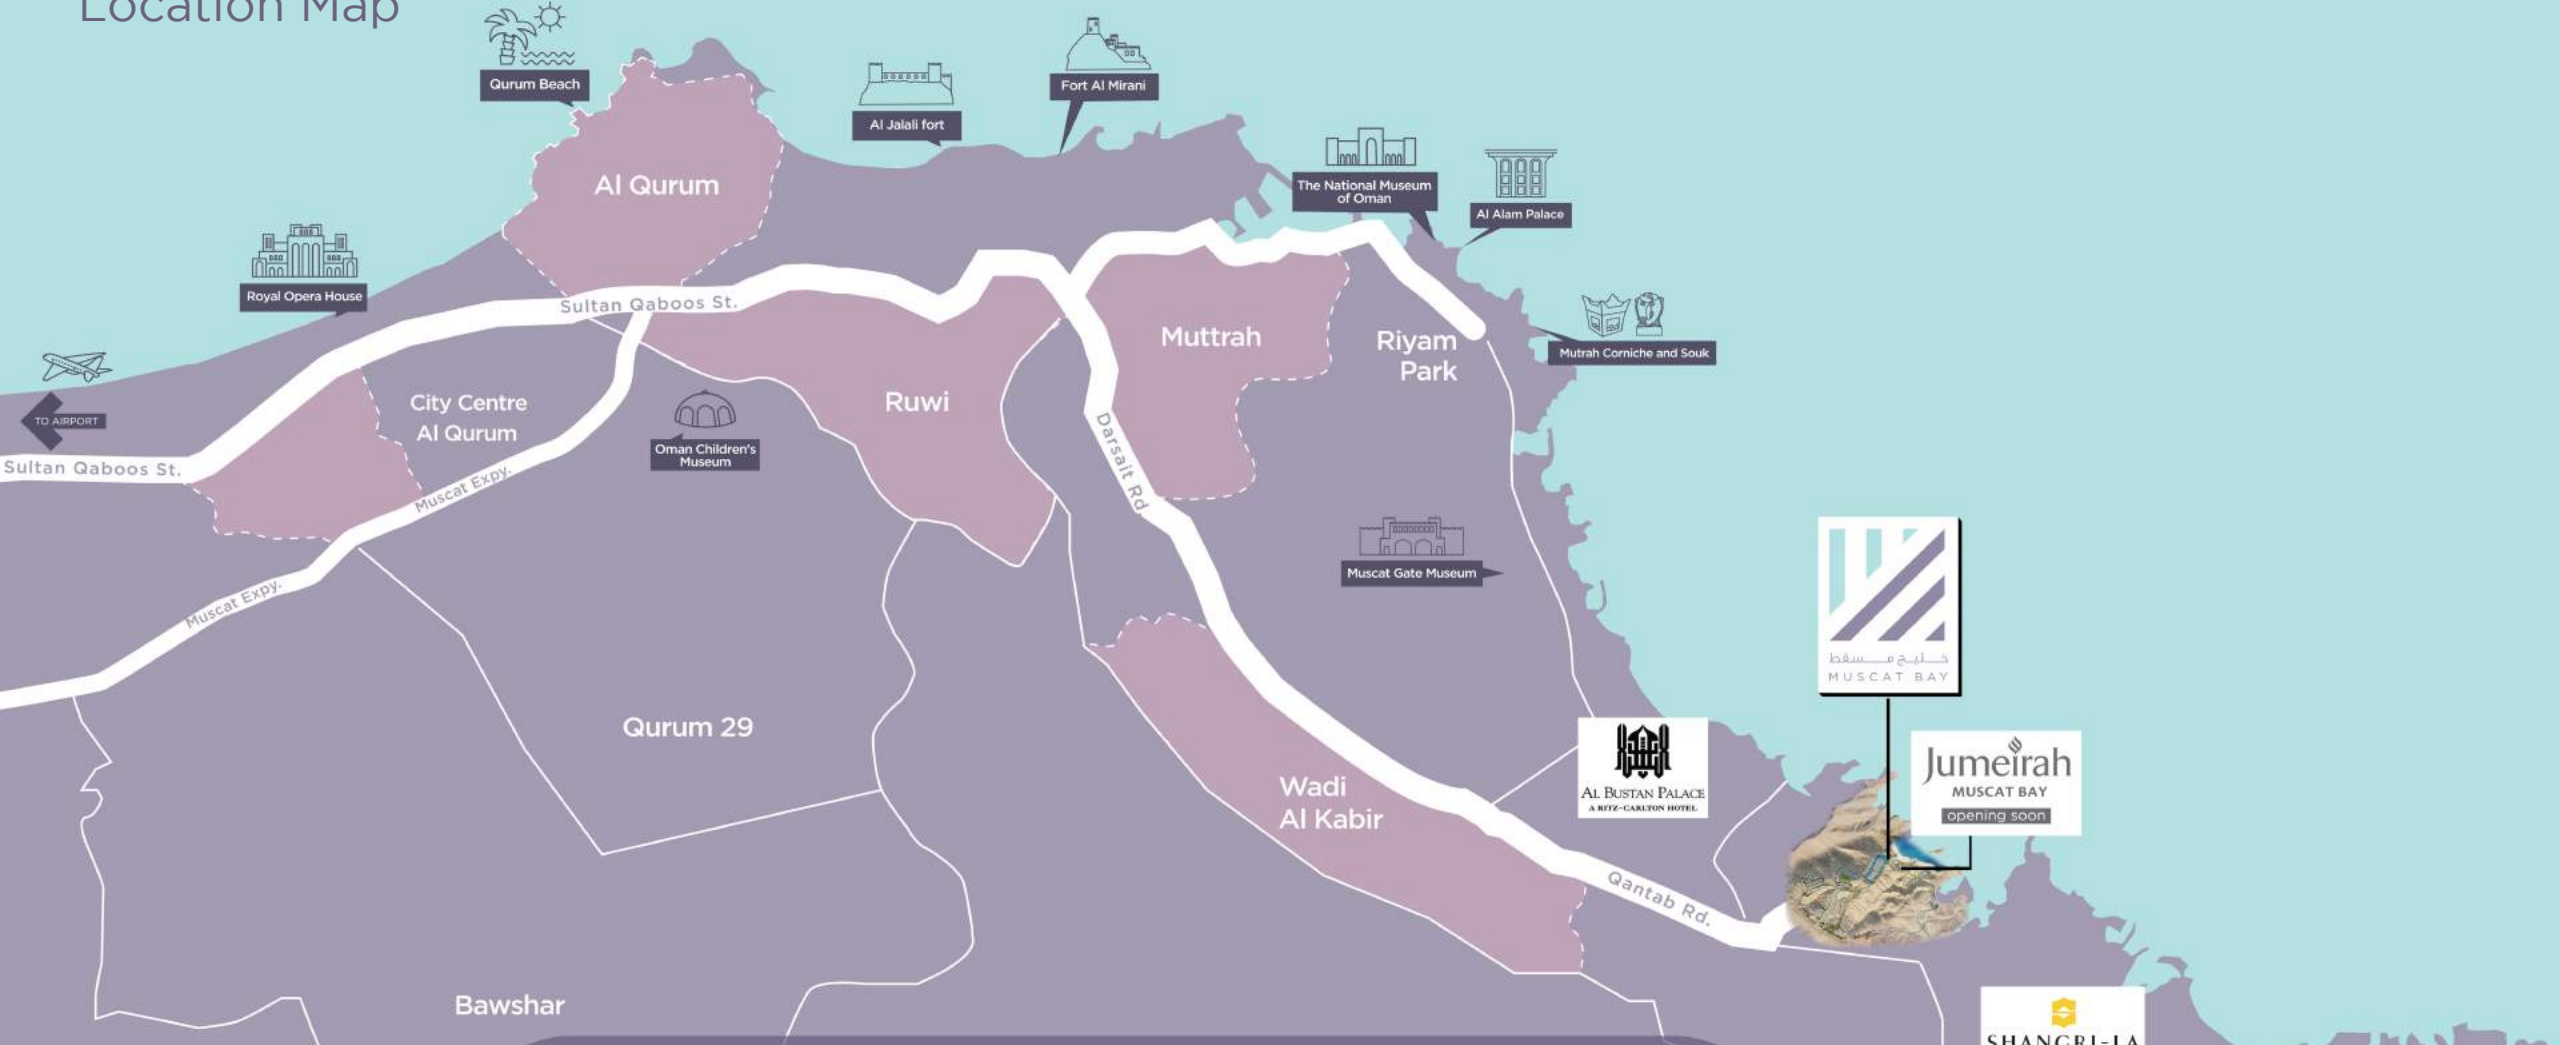 Location Map
Qurum Beach
Fort Al Mirani
Al Jalali fort
The National Museum
of Oman
Al Alam Palace
Al Qurum
Royal Opera House
Sultan Qaboos St.
Muttrah
Riyam
Park
Mutrah Corniche and Souk
TO AIRPORT
City Centre
Al Qurum
Ruwi
Oman Children's
Museum
Sultan Qaboos St.
Muscat Expy.
Darsait Rd
Muscat Gate Museum
Muscat Expy.
خليج مسقط
MUSCAT BAY
Qurum 29
Jumeirah
MUSCAT BAY
opening soon
AL BUSTAN PALACE
A RITZ-CARLTON HOTEL
Wadi
Al Kabir
Qantab Rd.
Bawshar
SHANGRI-LA